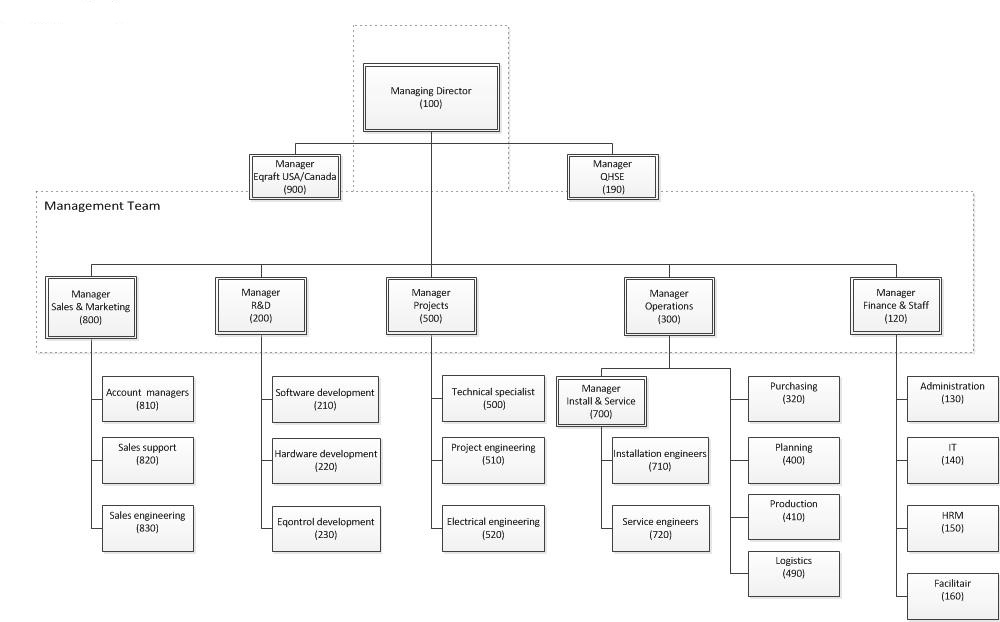 Managing Director
(100)
Manager
Eqraft USA/Canada
(900)
Manager
QHSE
(190)
Management Team
Manager
Sales & Marketing
(800)
Manager
R&D
(200)
Manager
Projects
(500)
Manager
Operations
(300)
Manager
Finance & Staff
(120)
Account managers
(810)
Sales support
(820)
Sales engineering
(830)
Software development
(210)
Hardware development
(220)
Eqontrol development
(230)
Technical specialist
(500)
Project engineering
(510)
Electrical engineering
(520)
Manager
Install & Service
(700)
Installation engineers
(710)
Service engineers
(720)
Purchasing
(320)
Planning
(400)
Production
(410)
Logistics
(490)
Administration
(130)
IT
(140)
HRM
(150)
Facilitair
(160)